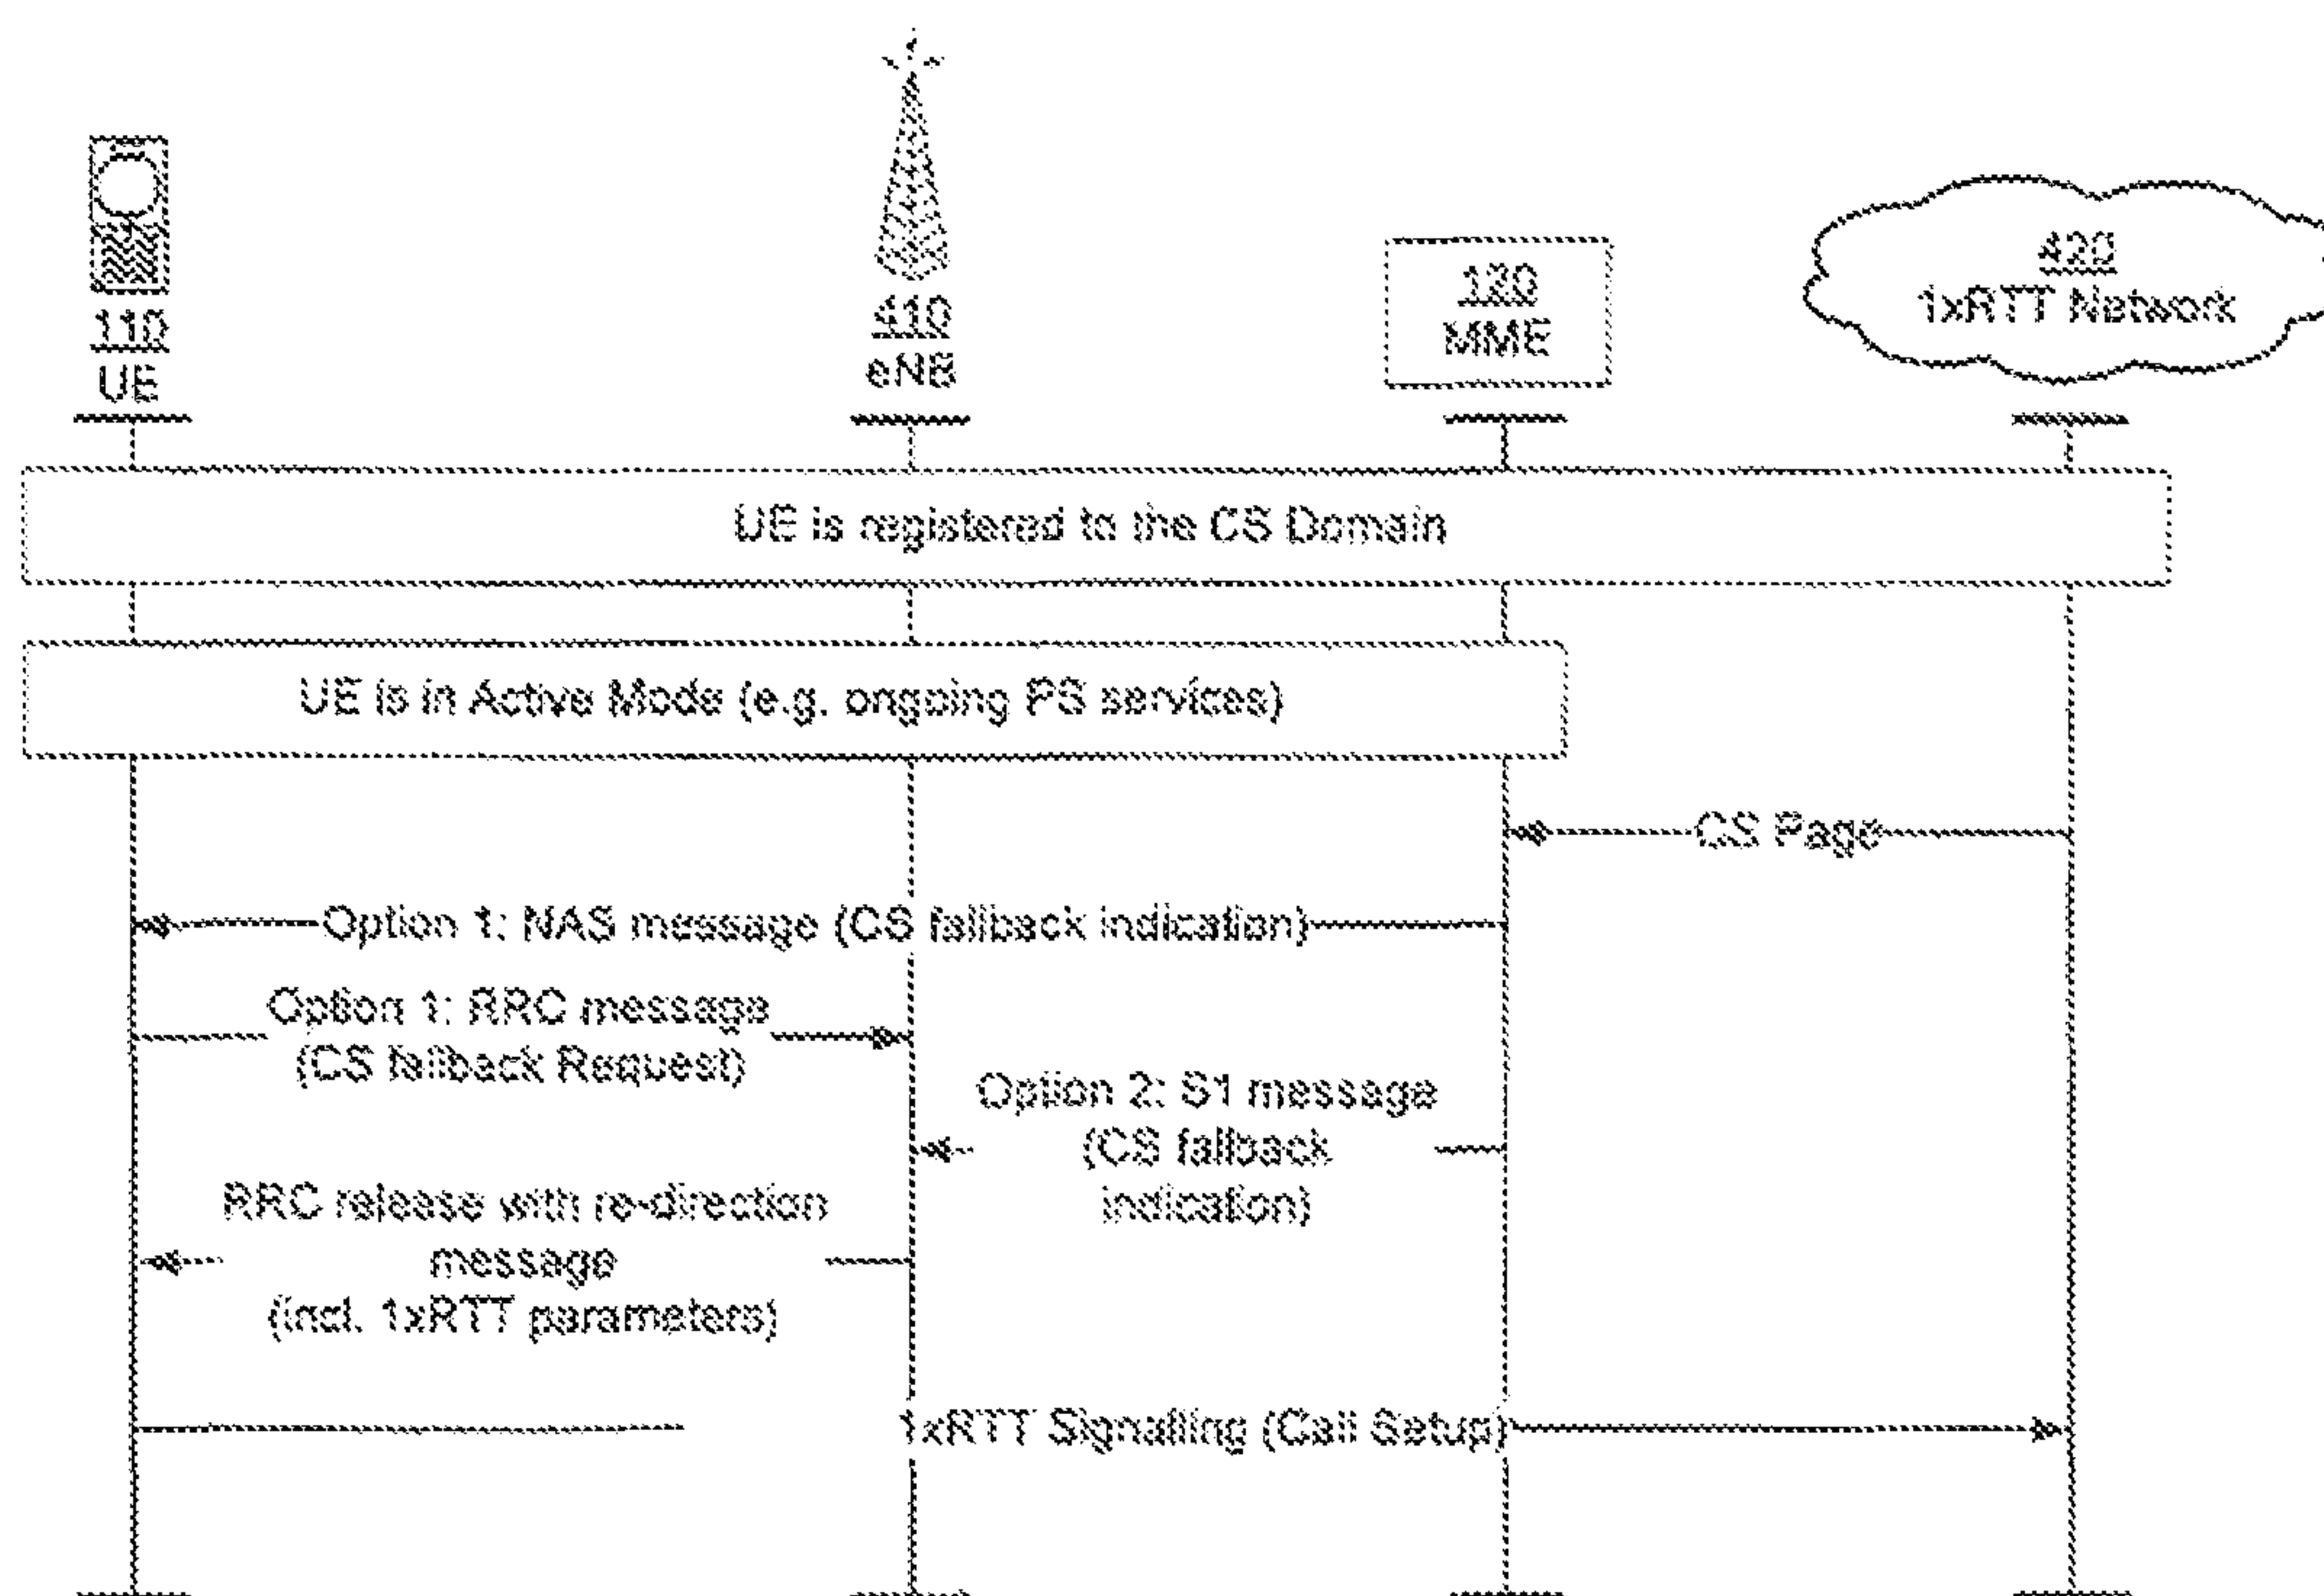 110
UE
410
eNB
120
MME
420
1xRTT Network
UE is registered to the CS Domain
UE is in Active Mode (e.g. ongoing PS services)
CS Page
Option 1: NAS message (CS fallback indication)
Option 1: RRC message
(CS fallback Request)
Option 2: S1 message
(CS fallback
indication)
RRC release with re-direction
message
(incl. 1xRTT parameters)
1xRTT Signalling (Call Setup)